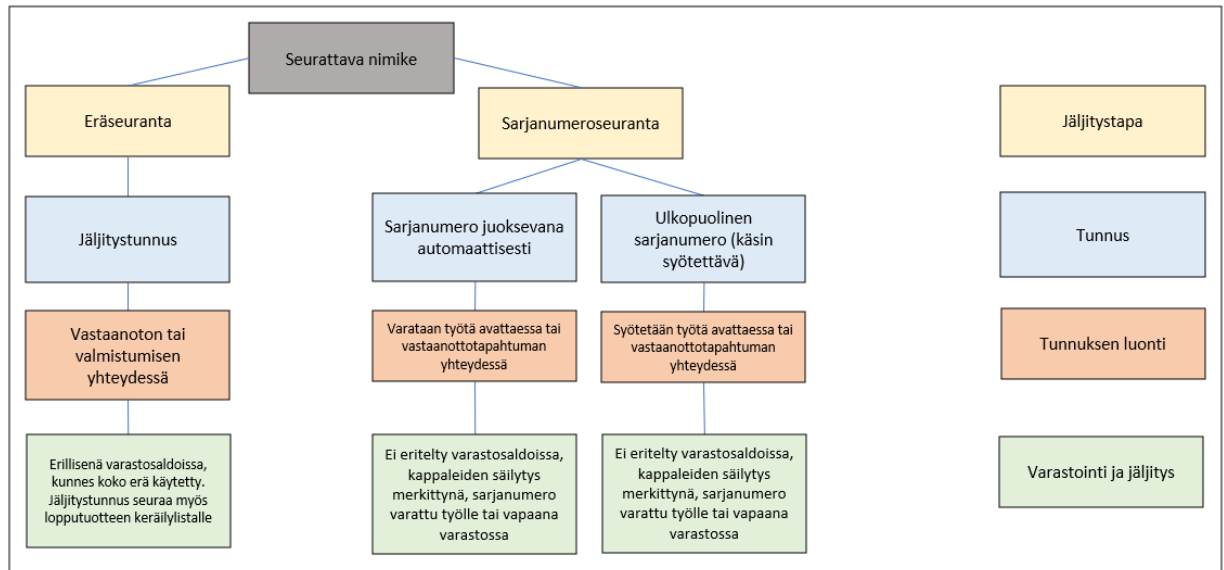 Seurattava nimike
Eräseuranta
Sarjanumeroseuranta
Jäljitystapa
Jäljitystunnus
Sarjanumero juoksevana
automaattisesti
Ulkopuolinen
sarjanumero (käsin
syötettävä)
Tunnus
Vastaanoton tai
valmistumisen
yhteydessä
Varataan työtä avattaessa tai
vastaanottotapahtuman
yhteydessä
Syötetään työtä avattaessa tai
vastaanottotapahtuman
yhteydessä
Tunnuksen luonti
Erillisenä varastosaldoissa,
kunnes koko erä käytetty.
Jäljitystunnus seuraa myös
lopputuotteen keräilylistalle
Ei eritelty varastosaldoissa,
kappaleiden säilytys
merkittynä, sarjanumero
varattu työlle tai vapaana
varastossa
Ei eritelty varastosaldoissa,
kappaleiden säilytys
merkittynä, sarjanumero
varattu työlle tai vapaana
varastossa
Varastointi ja jäljitys